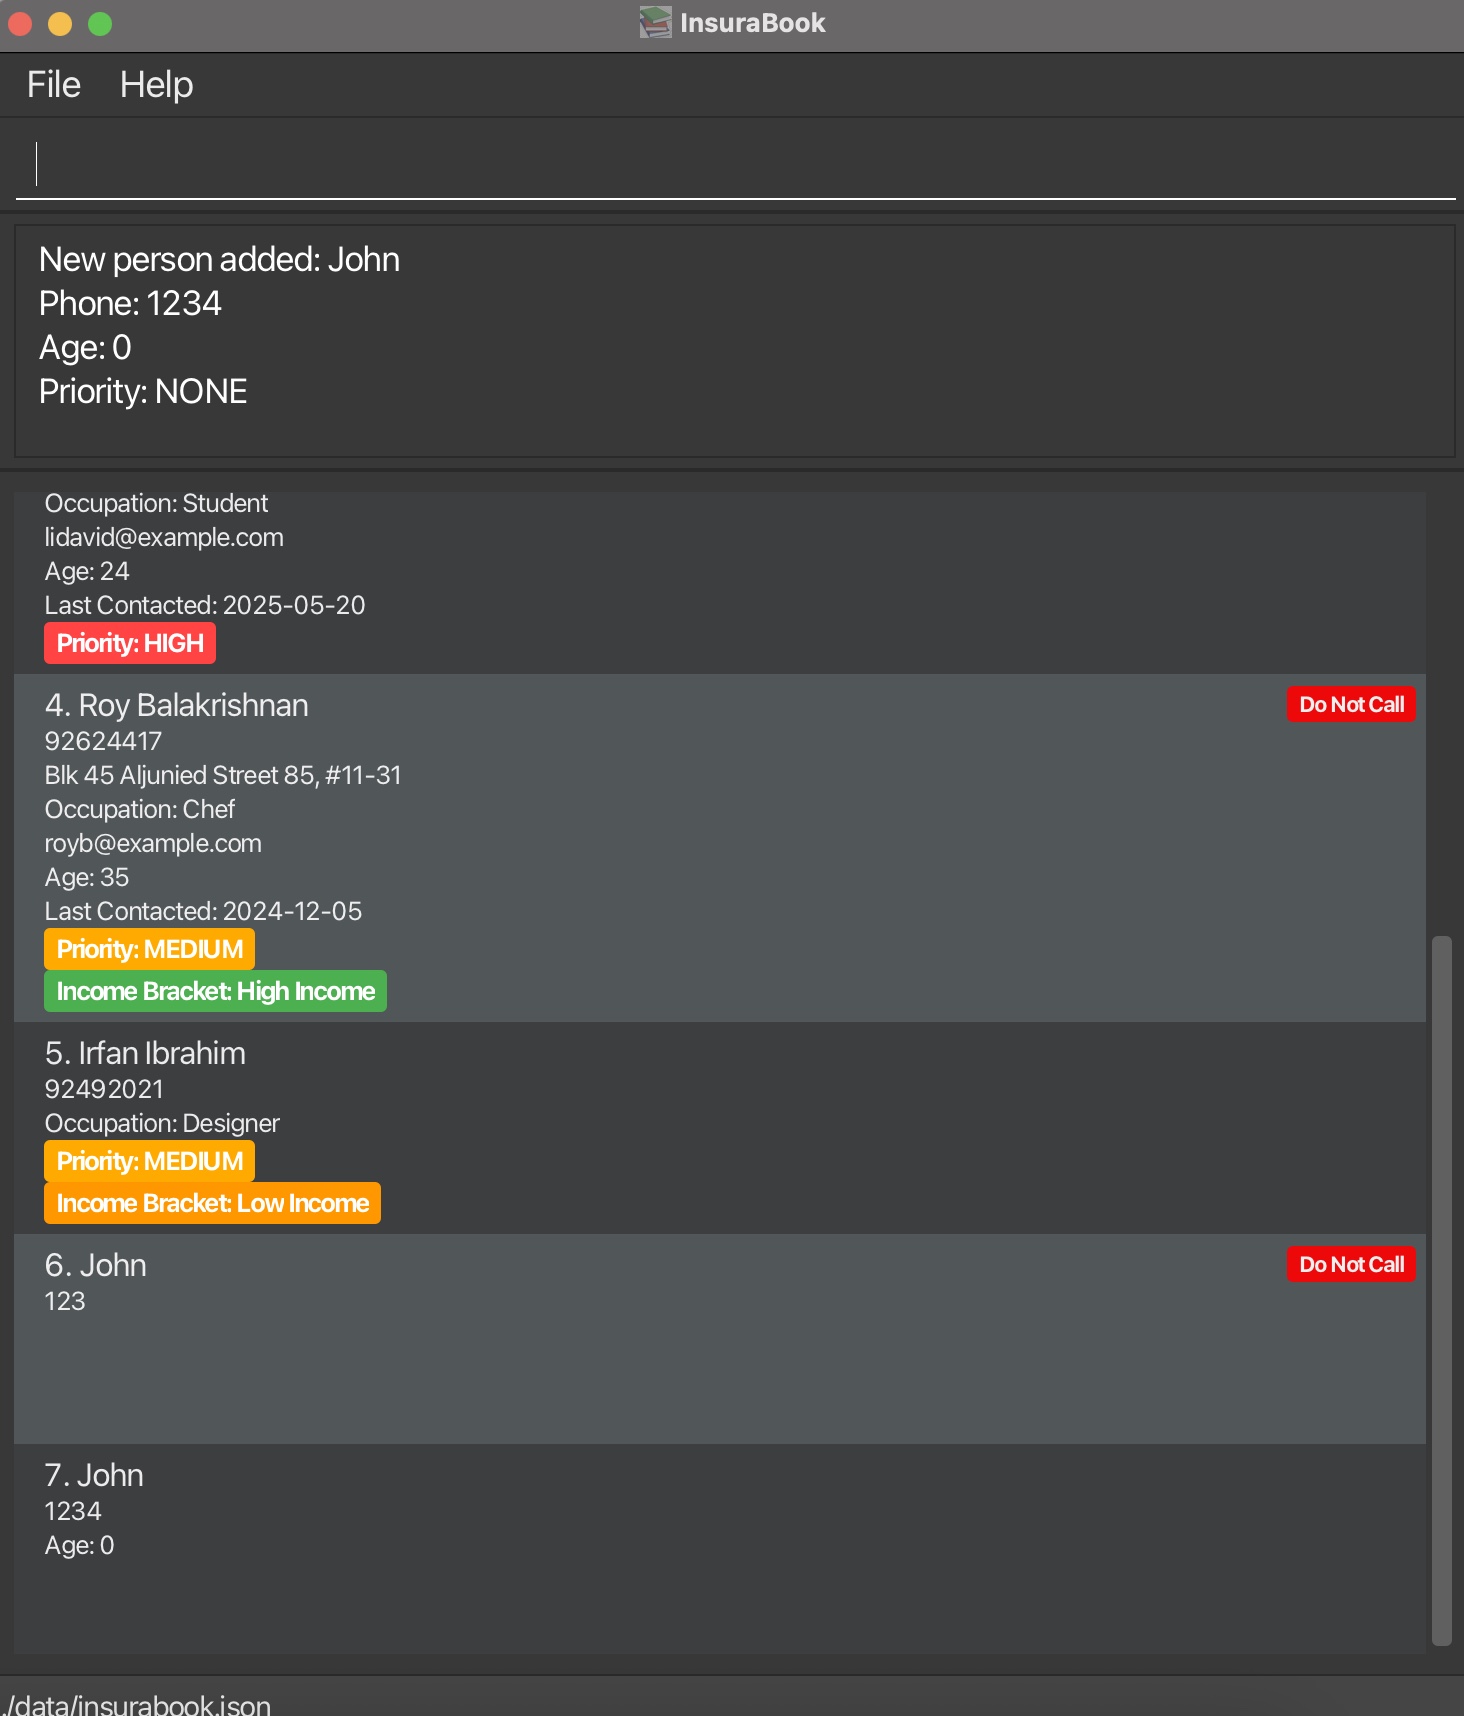 InsuraBook
File Help
New person added: John
Phone: 1234
Age: 0
Priority: NONE
Occupation: Student
lidavid@example.com
Age: 24
Last Contacted: 2025-05-20
Priority: HIGH
4. Roy Balakrishnan
Do Not Call
92624417
Blk 45 Aljunied Street 85, #11-31
Occupation: Chef
royb@example.com
Age: 35
Last Contacted: 2024-12-05
Priority: MEDIUM
Income Bracket: High Income
5. Irfan Ibrahim
92492021
Occupation: Designer
Priority: MEDIUM
Income Bracket: Low Income
6. John
Do Not Call
123
7. John
1234
Age: 0
./data/insurabook.json